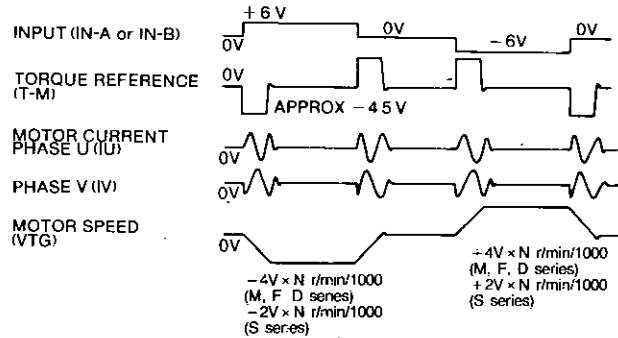 +6V
INPUT (IN-A or IN-B)
0V
0V
-6V
0V
TORQUE REFERENCE
(T-M)
0V
APPROX -4 5 V
MOTOR CURRENT
PHASE U (IU)
0V
PHASE V (IV)
0V
MOTOR SPEED
(VTG)
0V
-4V × N r/min/1000
(M, F D series)
-2V × N r/min/1000
(S series)
+4V × N r/min/1000
(M, F, D series)
+2V × N r/min/1000
(S series)